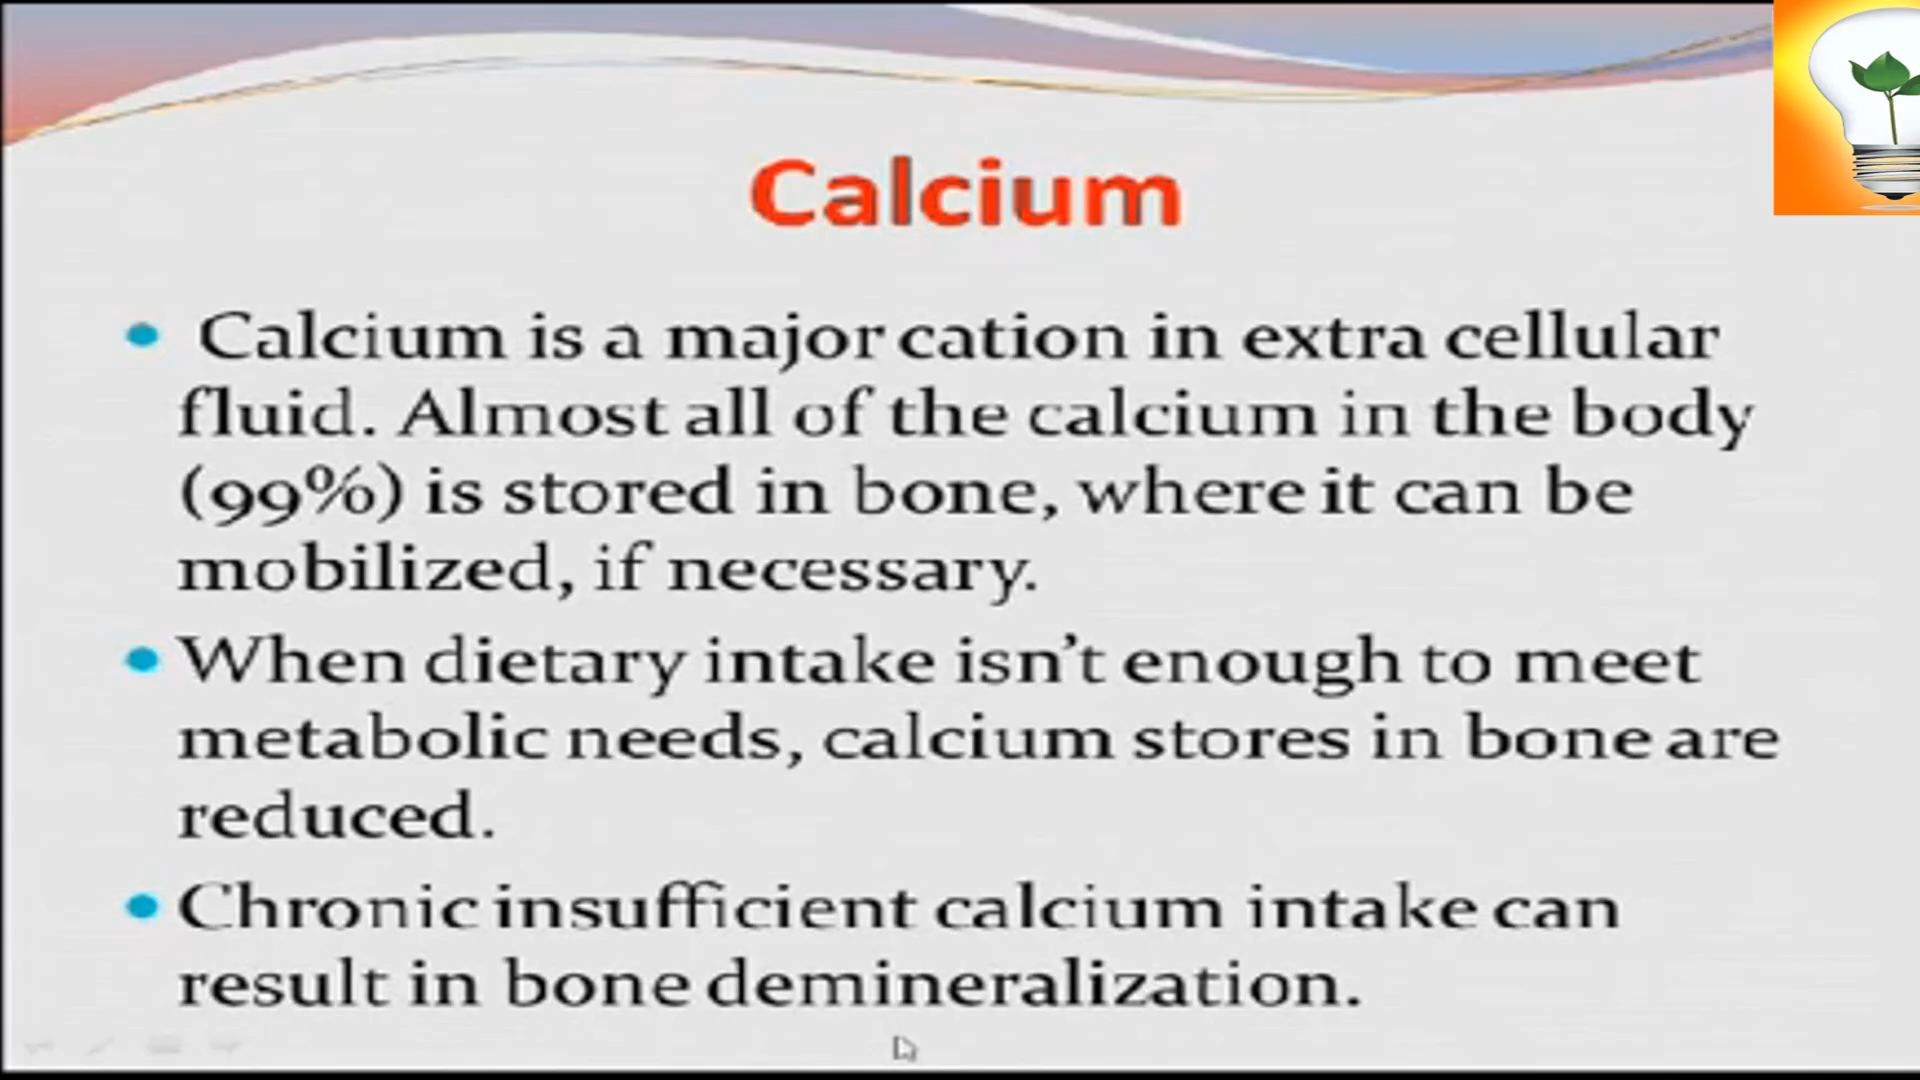 Calcium
• Calcium is a major cation in extra cellular
fluid. Almost all of the calcium in the body
(99%) is stored in bone, where it can be
mobilized, if necessary.
• When dietary intake isn't enough to meet
metabolic needs, calcium stores in bone are
reduced.
• Chronic insufficient calcium intake can
result in bone demineralization.